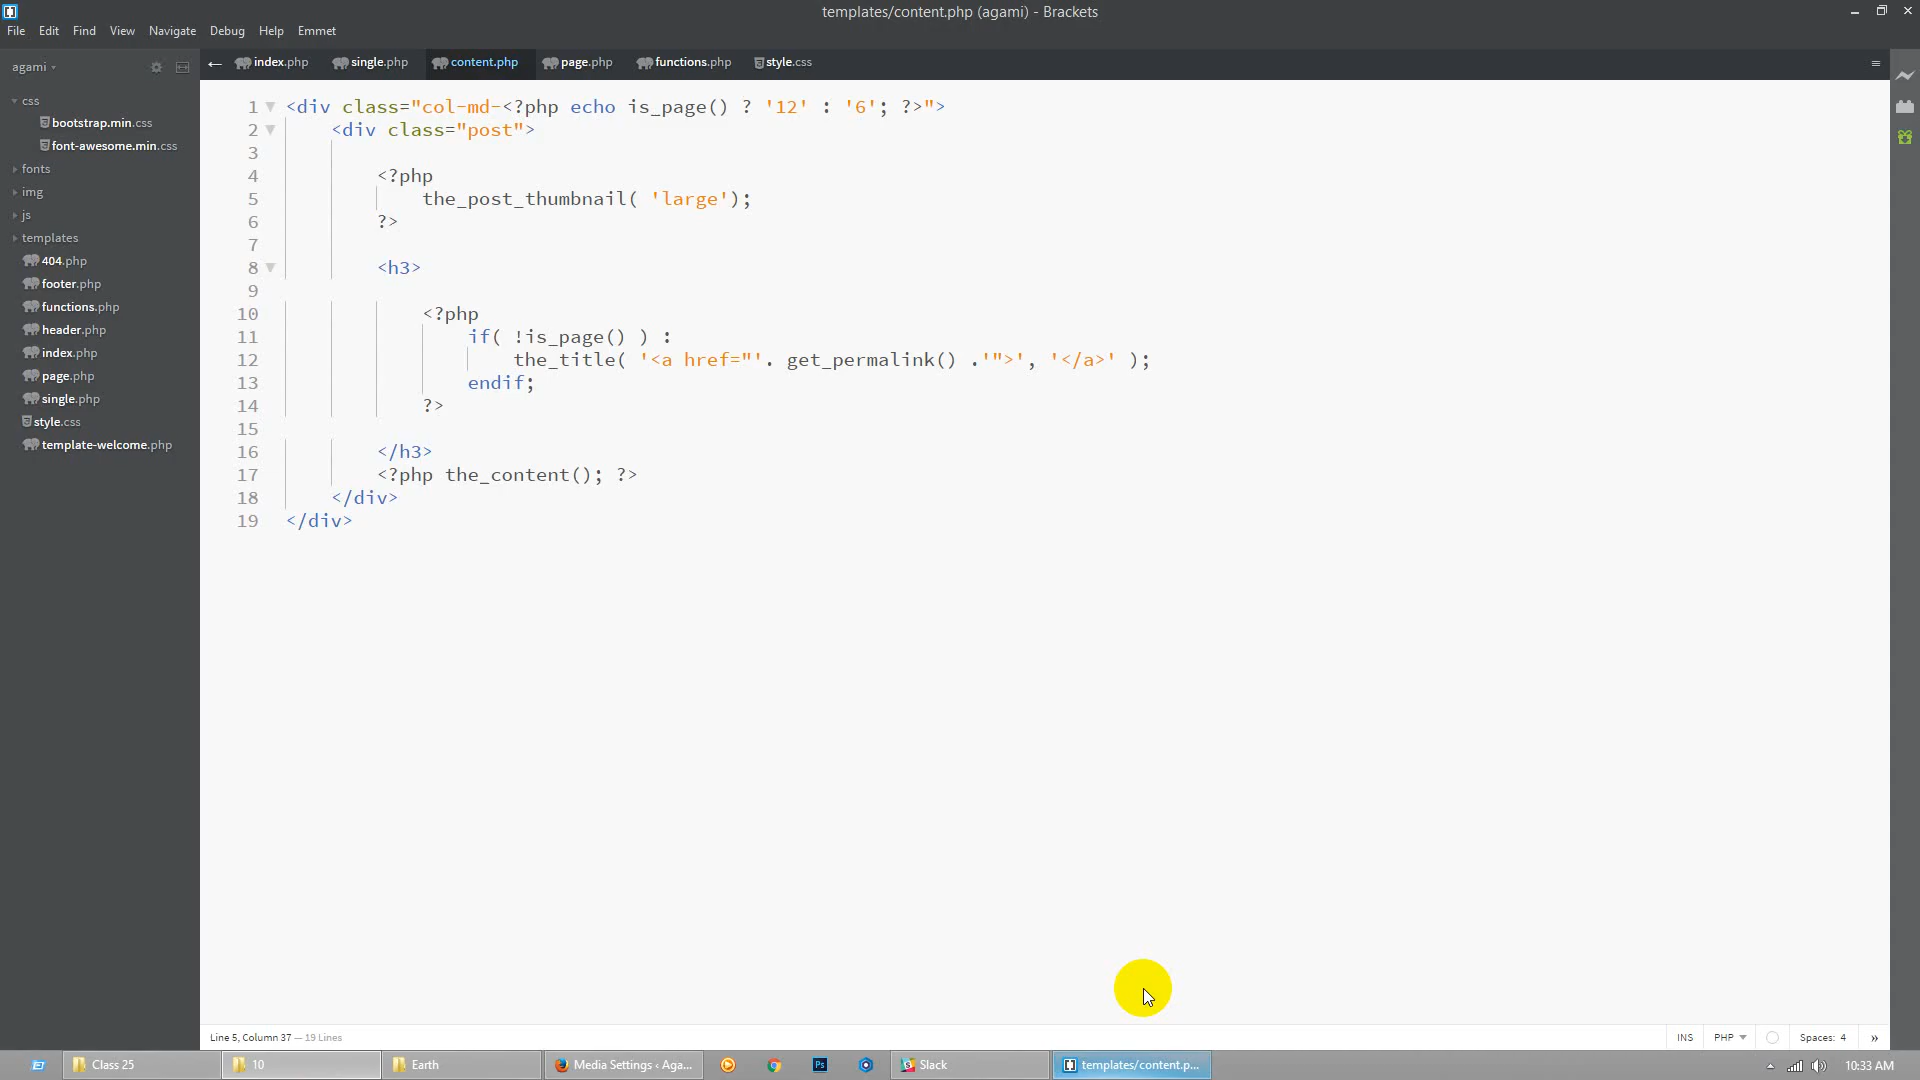 templates/content.php (agami) - Brackets
File Edit Find View Navigate Debug Help Emmet
agami
index.php single.php content.php page.php functions.php style.css
css
bootstrap.min.css
font-awesome.min.css
fonts
img
js
templates
404.php
footer.php
functions.php
header.php
index.php
page.php
single.php
style.css
template-welcome.php
1 <div class="col-md-<?php echo is_page() ? '12' : '6'; ?>">
2 <div class="post">
3
4 <?php
5 the_post_thumbnail( 'large');
6 ?>
7
8 <h3>
9
10 <?php
11 if( !is_page() ) :
12 the_title( '<a href="'. get_permalink() .'">', '</a>' );
13 endif;
14 ?>
15
16 </h3>
17 <?php the_content(); ?>
18 </div>
19 </div>
Line 5, Column 37 — 19 Lines
INS PHP Spaces: 4 »
Class 25 10 Earth Media Settings ‹ Aga... Ps Slack templates/content.p... 10:33 AM